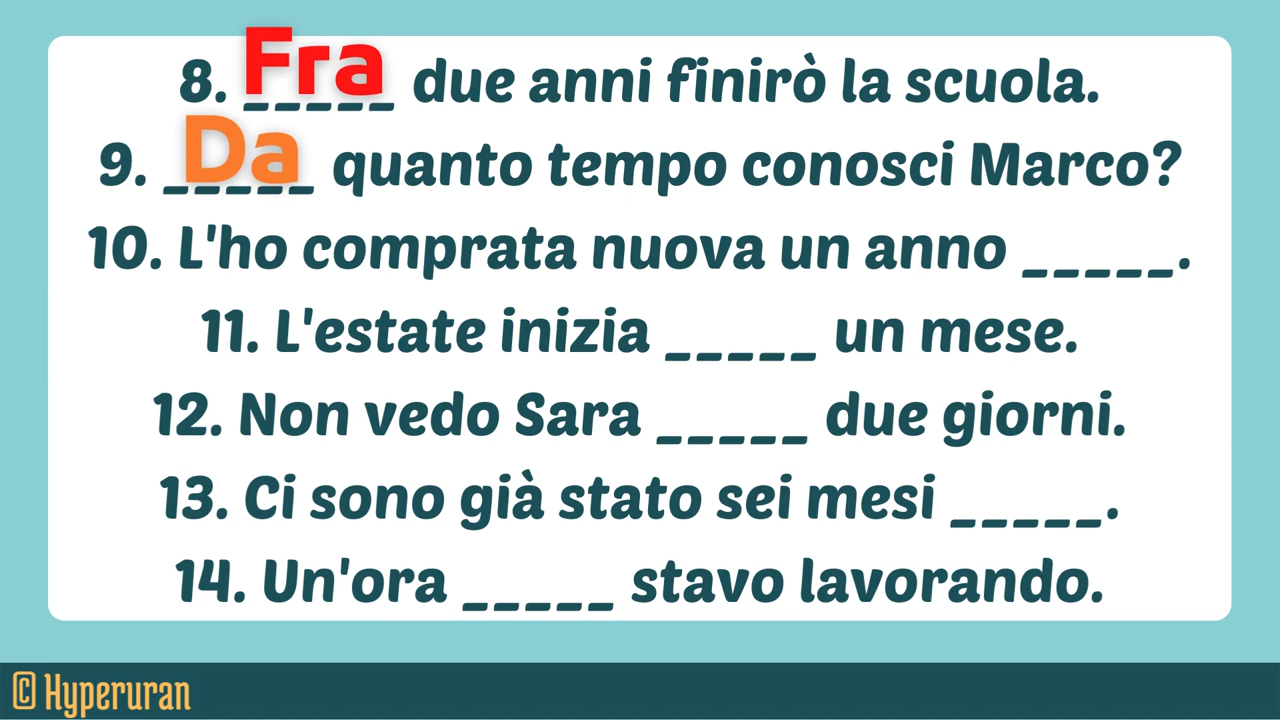 8. Fra due anni finirò la scuola.
9. Da quanto tempo conosci Marco?
10. L'ho comprata nuova un anno _____.
11. L'estate inizia _____ un mese.
12. Non vedo Sara _____ due giorni.
13. Ci sono già stato sei mesi _____.
14. Un'ora _____ stavo lavorando.
© Hyperuran